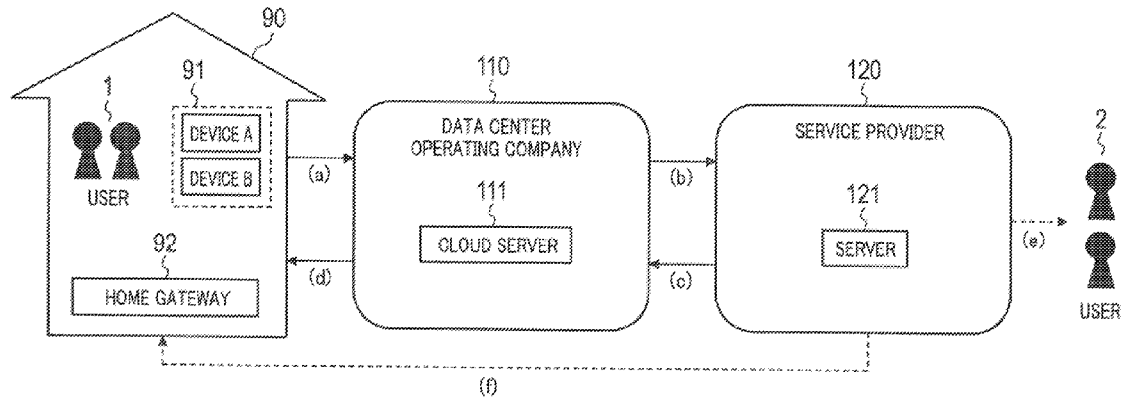 90
1
91
DEVICE A
DEVICE B
USER
92
HOME GATEWAY
(a)
(d)
110
DATA CENTER
OPERATING COMPANY
111
CLOUD SERVER
(b)
(c)
120
SERVICE PROVIDER
121
SERVER
(e)
2
USER
(f)